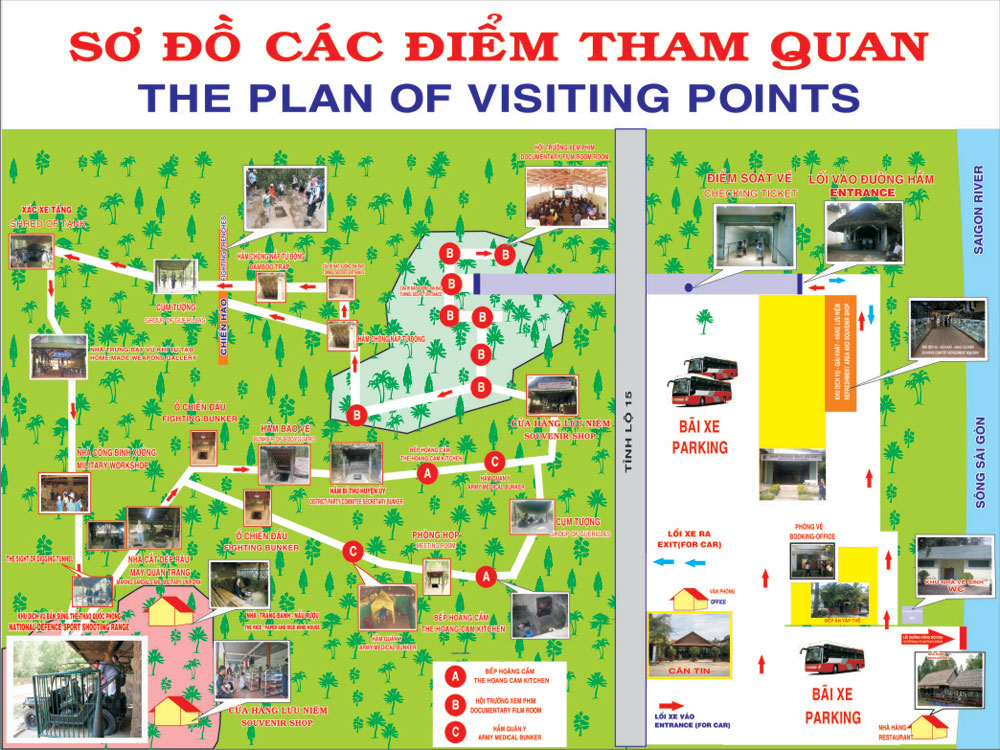 SƠ ĐỒ CÁC ĐIỂM THAM QUAN
THE PLAN OF VISITING POINTS
HỘI TRƯỜNG XEM PHIM
DOCUMENTARY FILM ROOM ROOM
ĐIỂM SOÁT VÉ
CHECKING TICKET
LỐI VÀO ĐƯỜNG HẦM
ENTRANCE
SAIGON RIVER
SÔNG SÀI GÒN
XÁC XE TĂNG
SHRED OF TANK
CHIẾN HÀO
HẦM CHÔNG NẮP TỰ ĐỘNG
BAMBOO TRAP
CỤM TƯỢNG
GROUP OF GUERILLAS
HẦM CHÔNG NẮP TỰ ĐỘNG
B
B
B
B
B
B
B
B
NHÀ TRƯNG BÀY VŨ KHÍ TỰ TẠO
HOME MADE WEAPONS GALLERY
TỈNH LỘ 15
KHU DỊCH VỤ - GIẢI KHÁT - HÀNG LƯU NIỆM
REFRESHMENT AREA AND SOUVENIR SHOP
BÃI XE
PARKING
Ổ CHIẾN ĐẤU
FIGHTING BUNKER
HẦM BẢO VỆ
CỬA HÀNG LƯU NIỆM
SOUVENIR SHOP
NHÀ CÔNG BINH XƯỞNG
MILITARY WORKSHOP
BẾP HOÀNG CẦM
THE HOANG CAM KITCHEN
A
C
HẦM QUÂN Y
ARMY MEDICAL BUNKER
HẦM BÍ THƯ HUYỆN ỦY
DISTRICT PARTY COMMITEE SECRETARY BUNKER
CỤM TƯỢNG
GROUP OF GUERILLAS
Ổ CHIẾN ĐẤU
FIGHTING BUNKER
PHÒNG HỌP
MEETING ROOM
C
A
LỐI XE RA
EXIT(FOR CAR)
PHÒNG VÉ
BOOKING-OFFICE
THE SIGHT OF DIGGING TUNNEL
NHÀ CẮT DÉP RÂU
MAY QUÂN TRANG
VĂN PHÒNG
OFFICE
KHU NHÀ VỆ SINH
WC
KHU DỊCH VỤ BẮN SÚNG THỂ THAO QUỐC PHÒNG
NATIONAL DEFENCE SPORT SHOOTING RANGE
NHÀ TRÁNG BÁNH - NẤU RƯỢU
THE RICE - PAPER AND RICE WINE HOUSE
HẦM QUÂN Y
ARMY MEDICAL BUNKER
BẾP HOÀNG CẦM
THE HOANG CAM KITCHEN
BẾP ĂN TẬP THỂ
CĂN TIN
A
BẾP HOÀNG CẦM
THE HOANG CAM KITCHEN
B
HỘI TRƯỜNG XEM PHIM
DOCUMENTARY FILM ROOM
C
HẦM QUÂN Y
ARMY MEDICAL BUNKER
CỬA HÀNG LƯU NIỆM
SOUVENIR SHOP
LỐI XE VÀO
ENTRANCE (FOR CAR)
BÃI XE
PARKING
NHÀ HÀNG
RESTAURANT